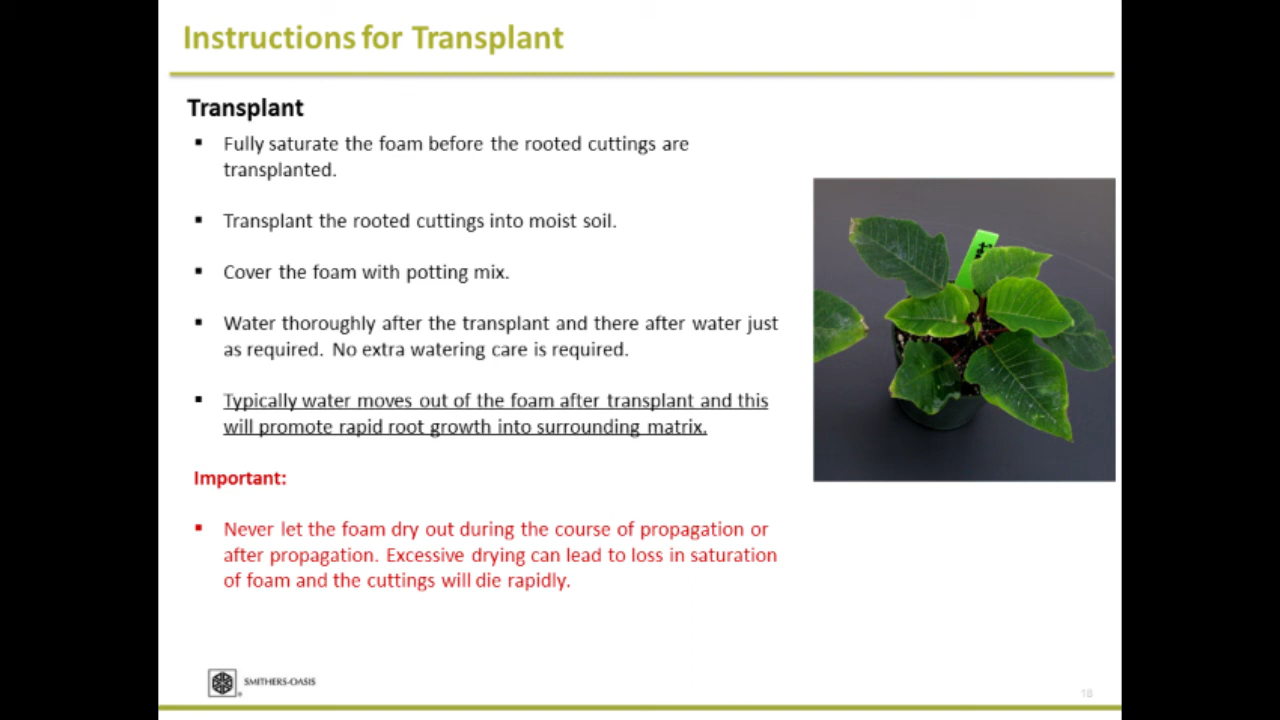 Instructions for Transplant
Transplant
▪ Fully saturate the foam before the rooted cuttings are
transplanted.
▪ Transplant the rooted cuttings into moist soil.
▪ Cover the foam with potting mix.
▪ Water thoroughly after the transplant and there after water just
as required. No extra watering care is required.
▪ Typically water moves out of the foam after transplant and this
will promote rapid root growth into surrounding matrix.
Important:
▪ Never let the foam dry out during the course of propagation or
after propagation. Excessive drying can lead to loss in saturation
of foam and the cuttings will die rapidly.
SMITHERS-OASIS
18